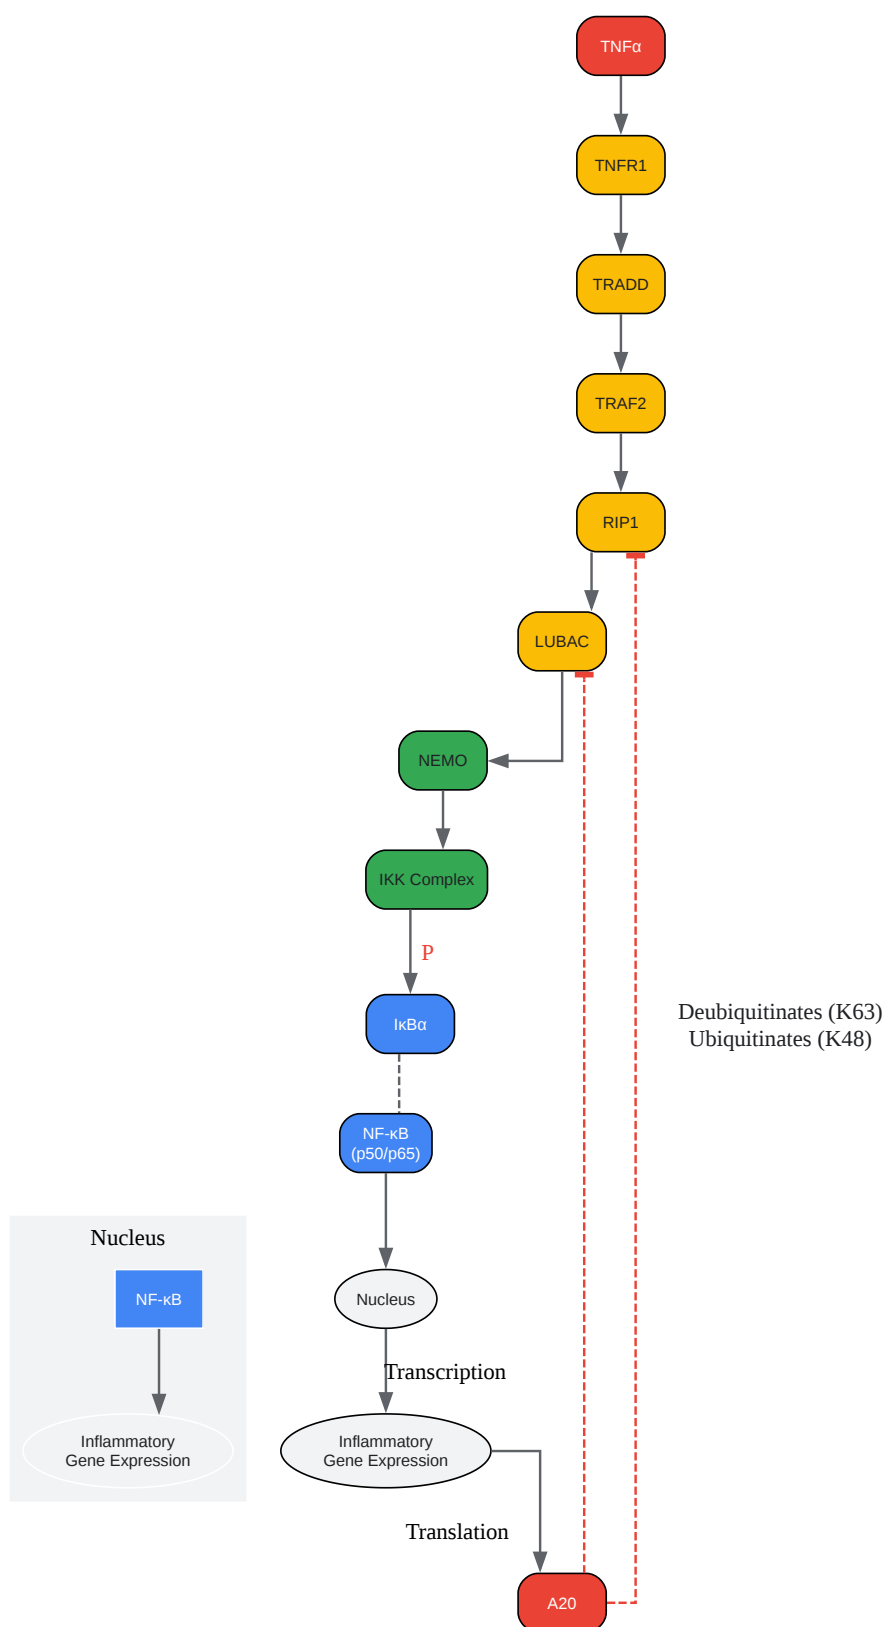 TNFα
TNFR1
TRADD
TRAF2
RIP1
LUBAC
NEMO
IKK Complex
P
IκBα
Deubiquitinates (K63)
Ubiquitinates (K48)
NF-κB
(p50/p65)
Nucleus
NF-κB
Nucleus
Transcription
Inflammatory
Gene Expression
Inflammatory
Gene Expression
Translation
A20